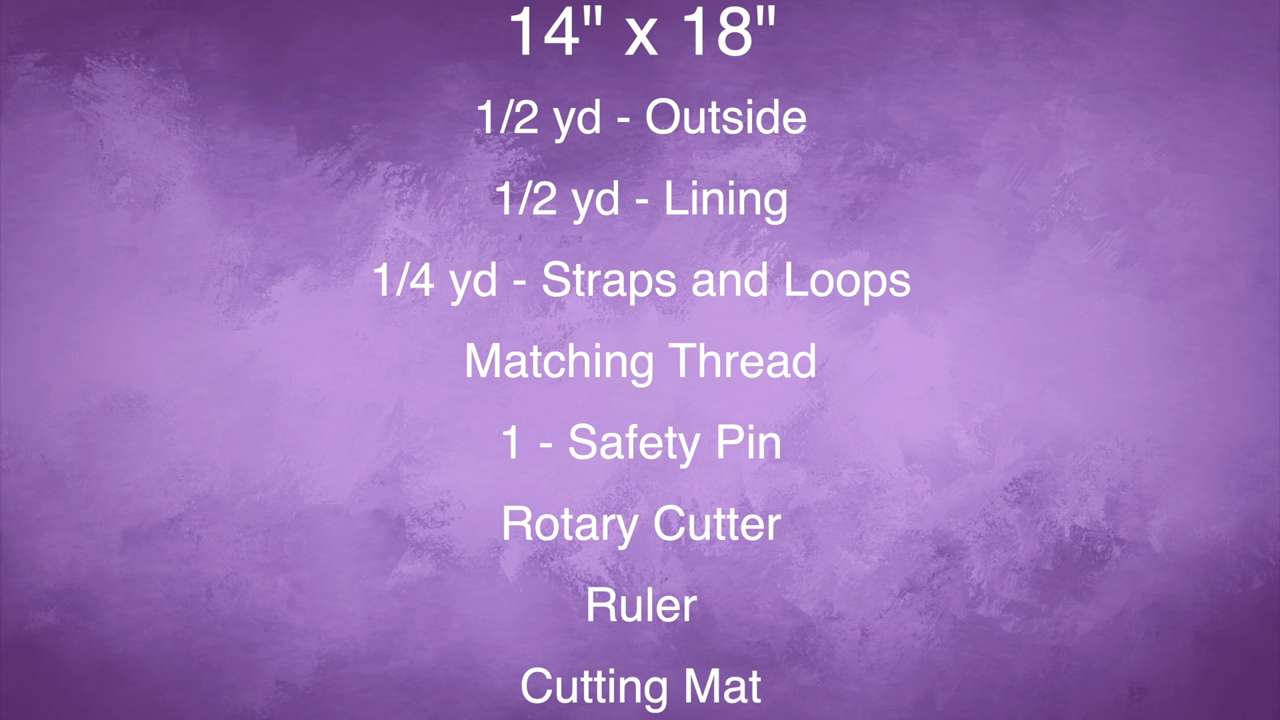 14" x 18"
1/2 yd - Outside
1/2 yd - Lining
1/4 yd - Straps and Loops
Matching Thread
1 - Safety Pin
Rotary Cutter
Ruler
Cutting Mat